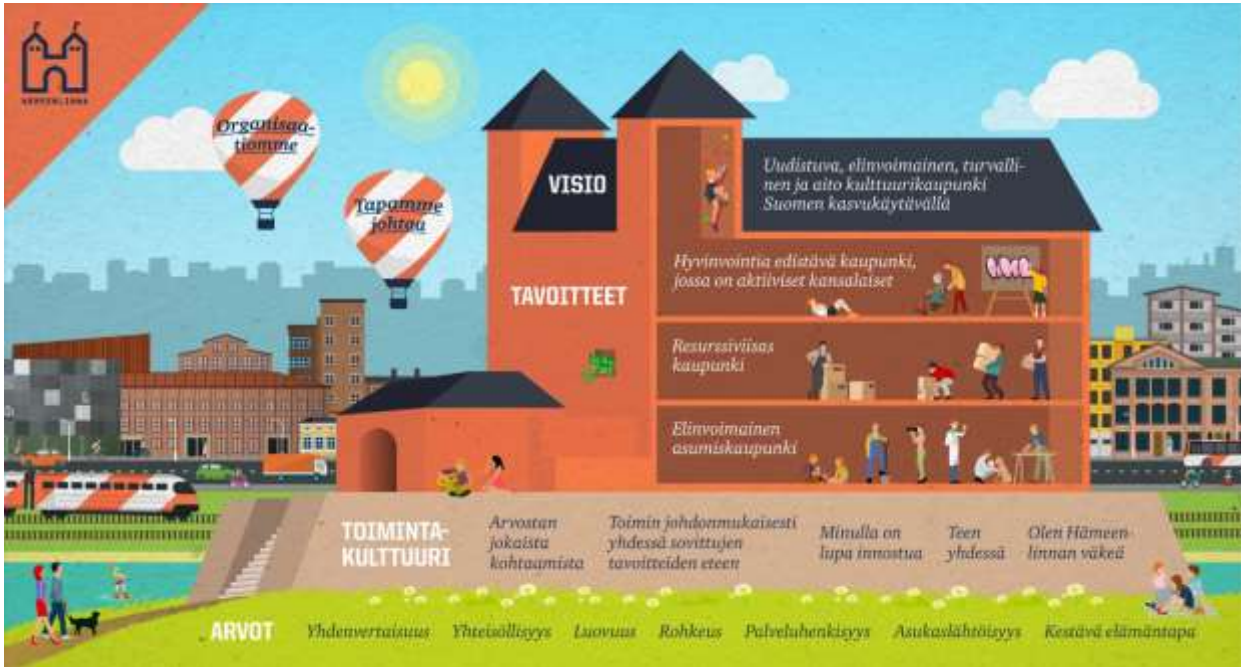 HÄMEENLINNA
Organisaa-
tiomme
Tapamme
johtaa
VISIO
Uudistuva, elinvoimainen, turvalli-
nen ja aito kulttuurikaupunki
Suomen kasvukäytävällä
TAVOITTEET
Hyvinvointia edistävä kaupunki,
jossa on aktiiviset kansalaiset
Resurssiviisas
kaupunki
Elinvoimainen
asumiskaupunki
TOIMINTA-
KULTTUURI
Arvostan
jokaista
kohtaamista
Toimin johdonmukaisesti
yhdessä sovittujen
tavoitteiden eteen
Minulla on
lupa innostua
Teen
yhdessä
Olen Hämeen-
linnan väkeä
ARVOT
Yhdenvertaisuus
Yhteisöllisyys
Luovuus
Rohkeus
Palveluhenkisyys
Asukaslähtöisyys
Kestävä elämäntapa